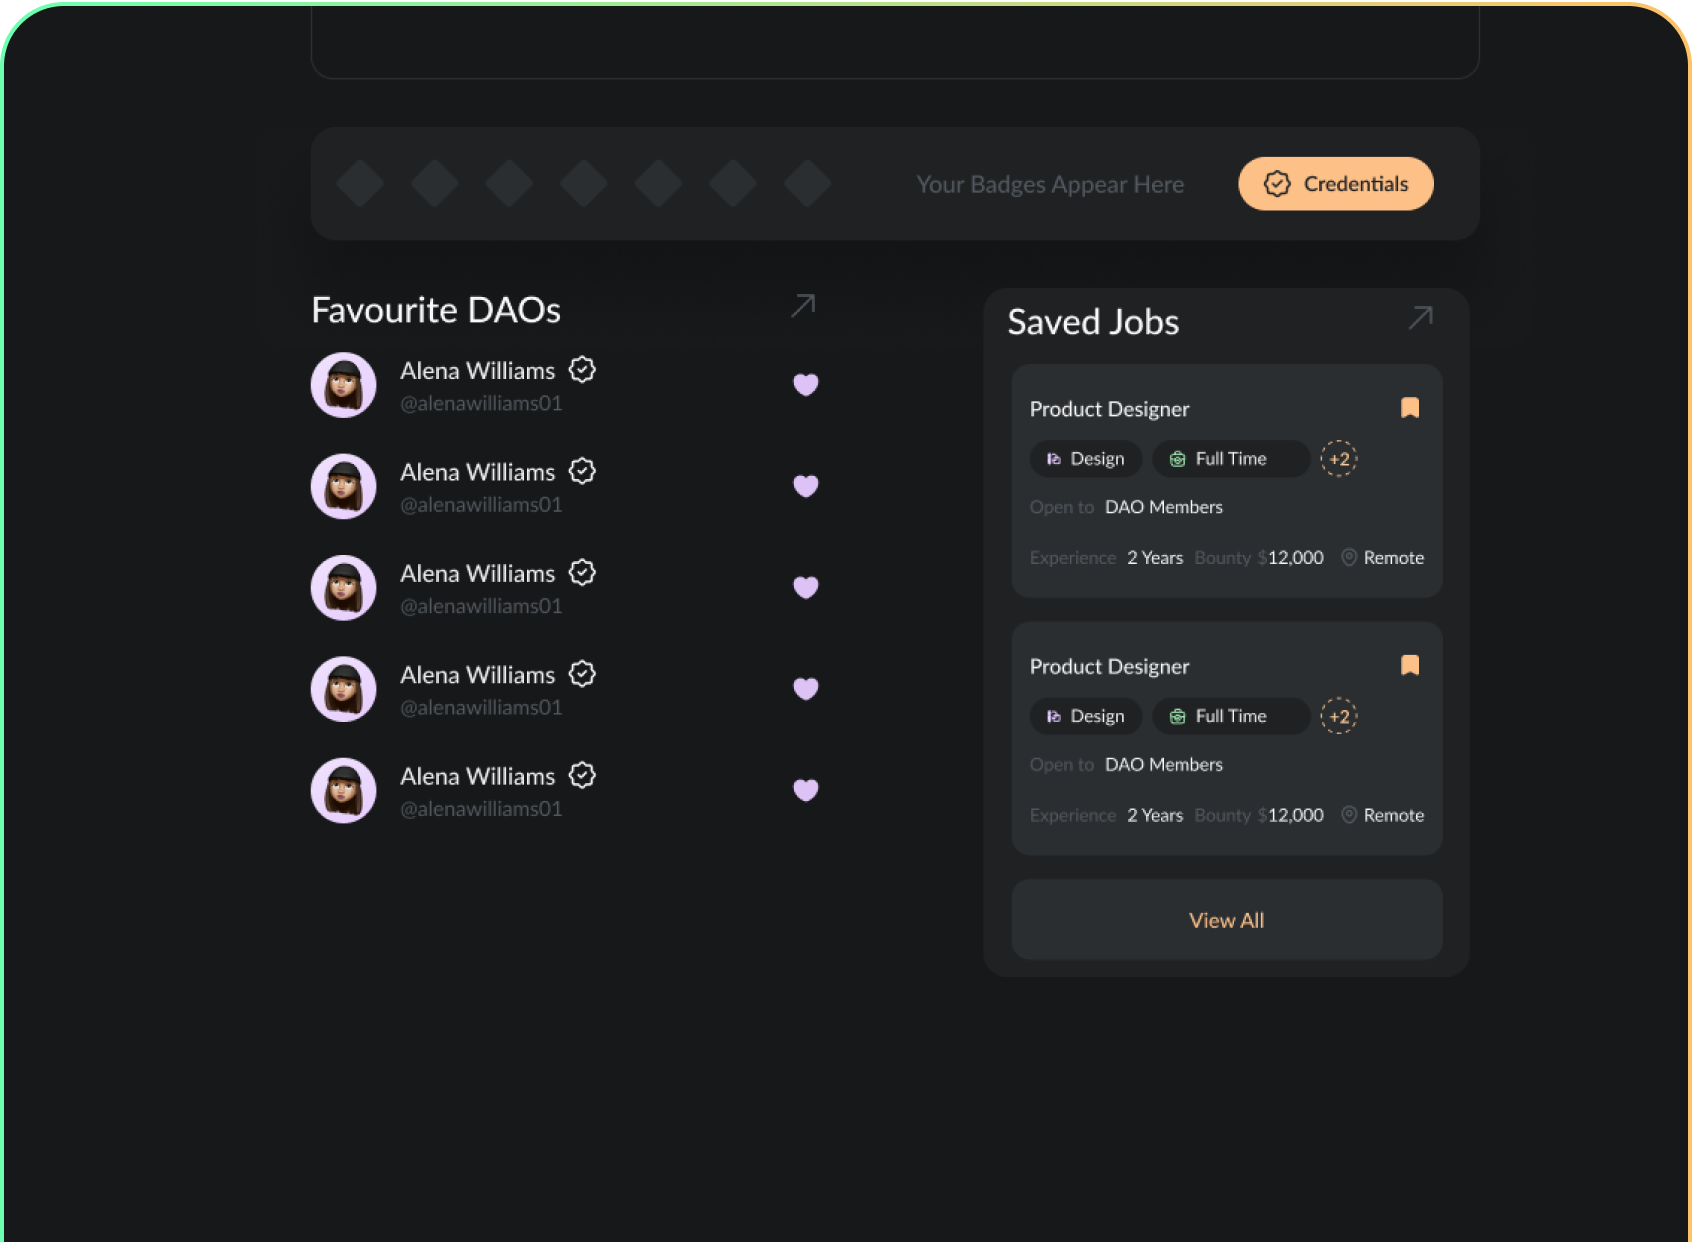 Your Badges Appear Here
Credentials
Favourite DAOs
Alena Williams
@alenawilliams01
Alena Williams
@alenawilliams01
Alena Williams
@alenawilliams01
Alena Williams
@alenawilliams01
Alena Williams
@alenawilliams01
Saved Jobs
Product Designer
Design Full Time +2
Open to DAO Members
Experience 2 Years Bounty $12,000 Remote
Product Designer
Design Full Time +2
Open to DAO Members
Experience 2 Years Bounty $12,000 Remote
View All